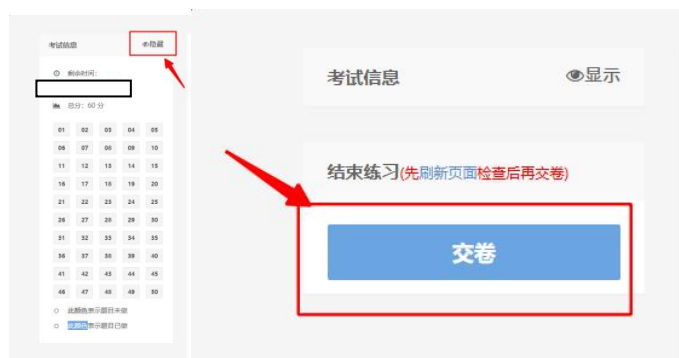 考试信息 隐藏
剩余时间:
总分: 60 分
01 02 03 04 05
06 07 08 09 10
11 12 13 14 15
16 17 18 19 20
21 22 23 24 25
26 27 28 29 30
31 32 33 34 35
36 37 38 39 40
41 42 43 44 45
46 47 48 49 50
此颜色表示题目未做
此颜色表示题目已做
考试信息 显示
结束练习(先刷新页面检查后再交卷)
交卷